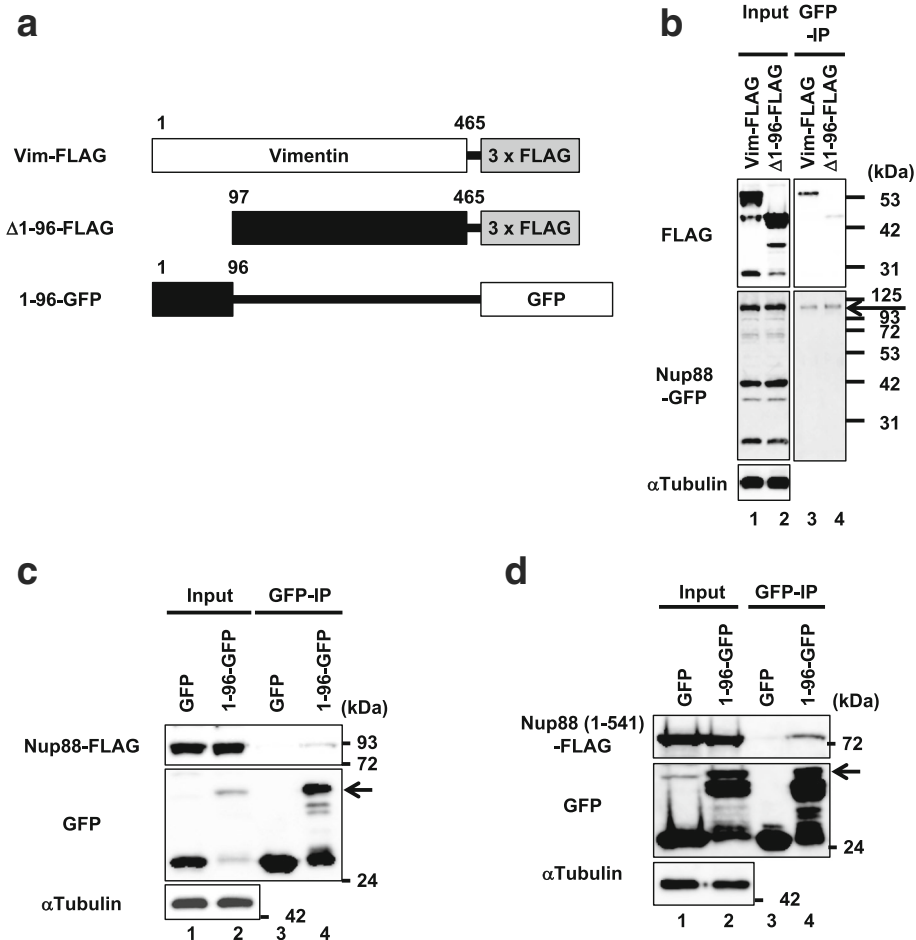 a
1 465
Vim-FLAG Vimentin 3 x FLAG
97 465
Δ1-96-FLAG 3 x FLAG
1 96
1-96-GFP GFP
b
Input GFP
-IP
Vim-FLAG Δ1-96-FLAG Vim-FLAG Δ1-96-FLAG
(kDa)
53
FLAG
42
31
125
93
72
53
Nup88
-GFP
42
31
αTubulin
1 2 3 4
c
Input GFP-IP
GFP 1-96-GFP GFP 1-96-GFP
(kDa)
Nup88-FLAG 93
72
GFP
24
αTubulin
42
1 2 3 4
d
Input GFP-IP
GFP 1-96-GFP GFP 1-96-GFP
(kDa)
Nup88 (1-541)
-FLAG 72
GFP
24
αTubulin
42
1 2 3 4